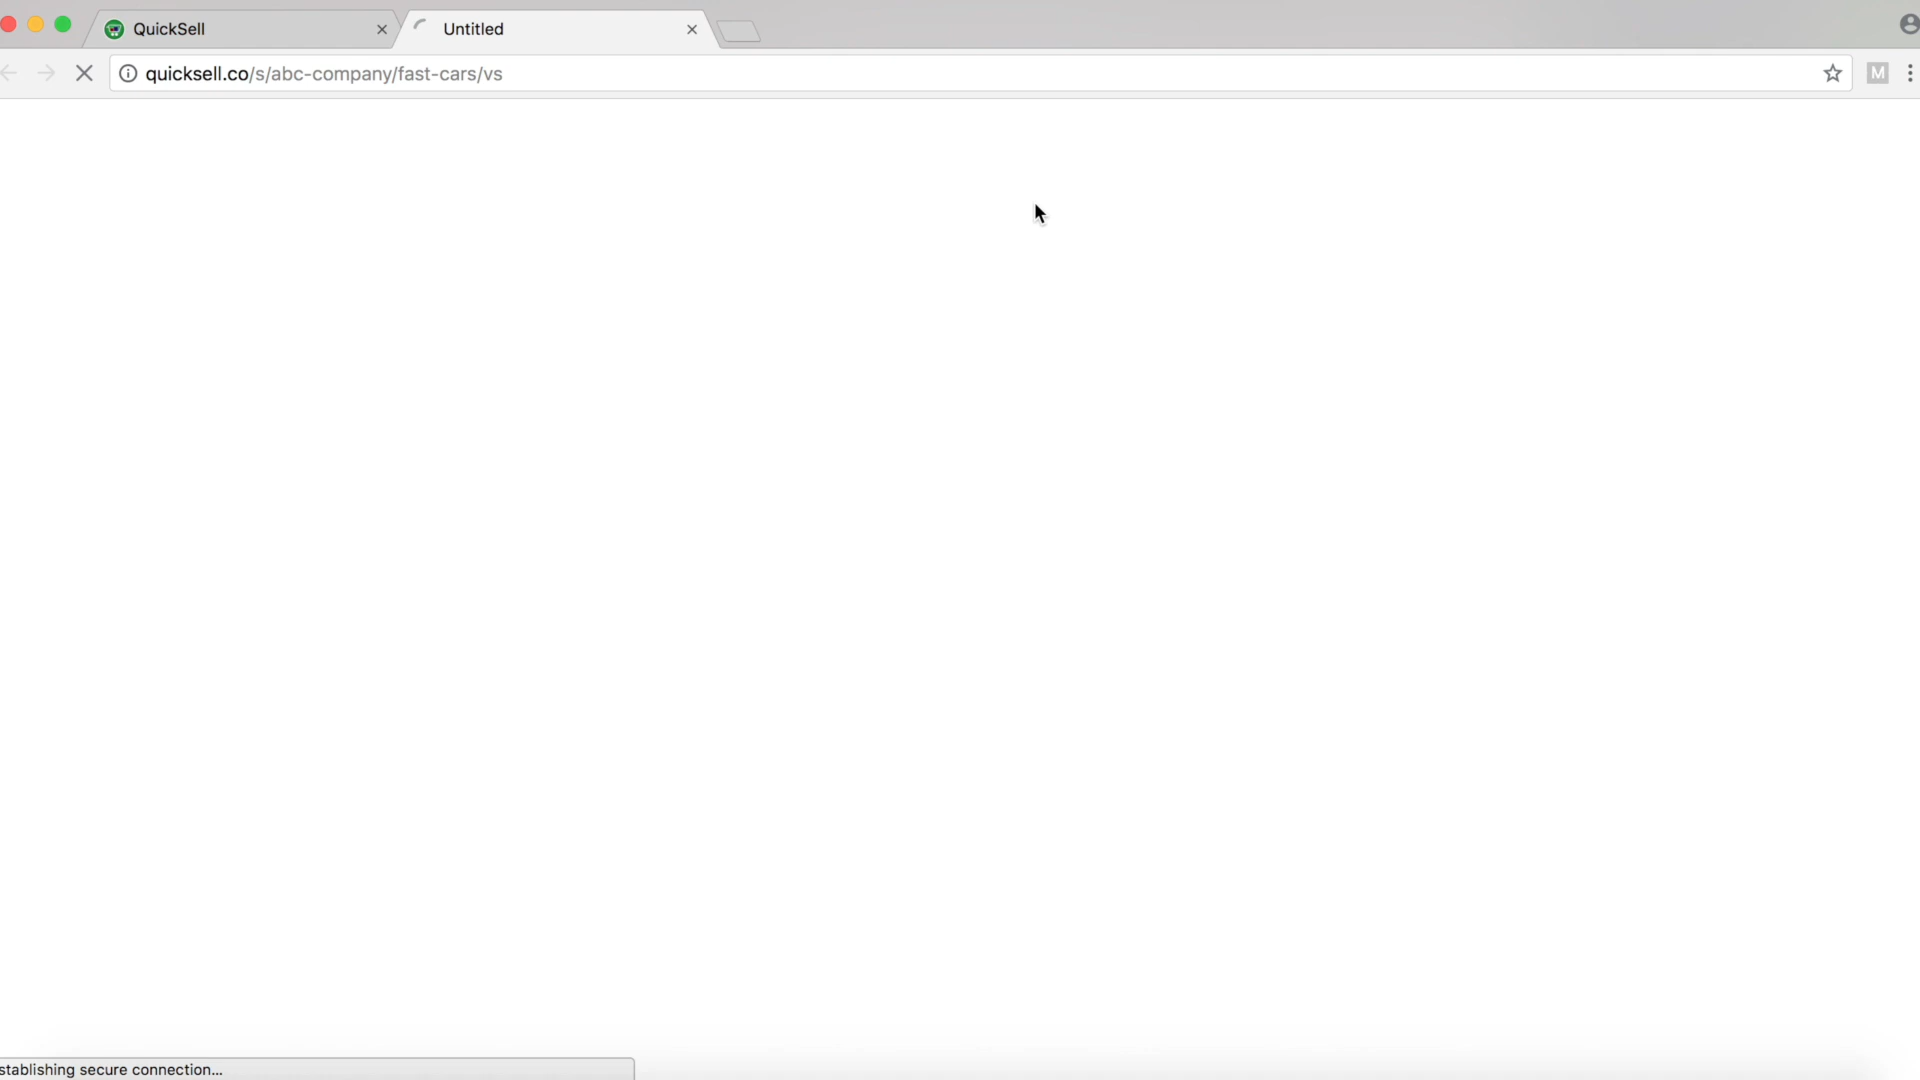 QuickSell
Untitled
quicksell.co/s/abc-company/fast-cars/vs
M
stablishing secure connection...